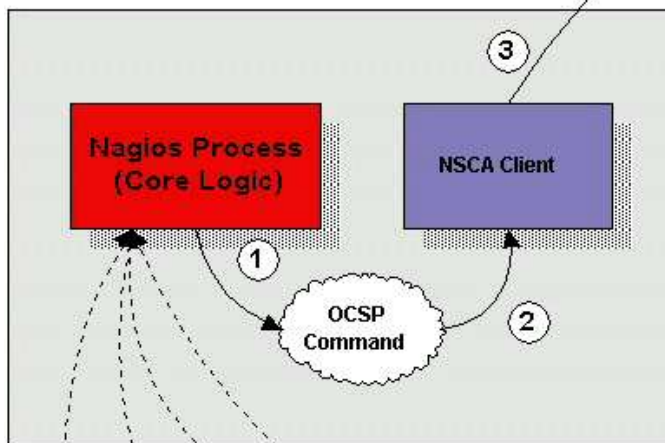 3
Nagios Process
(Core Logic)
NSCA Client
1
OCSP
Command
2